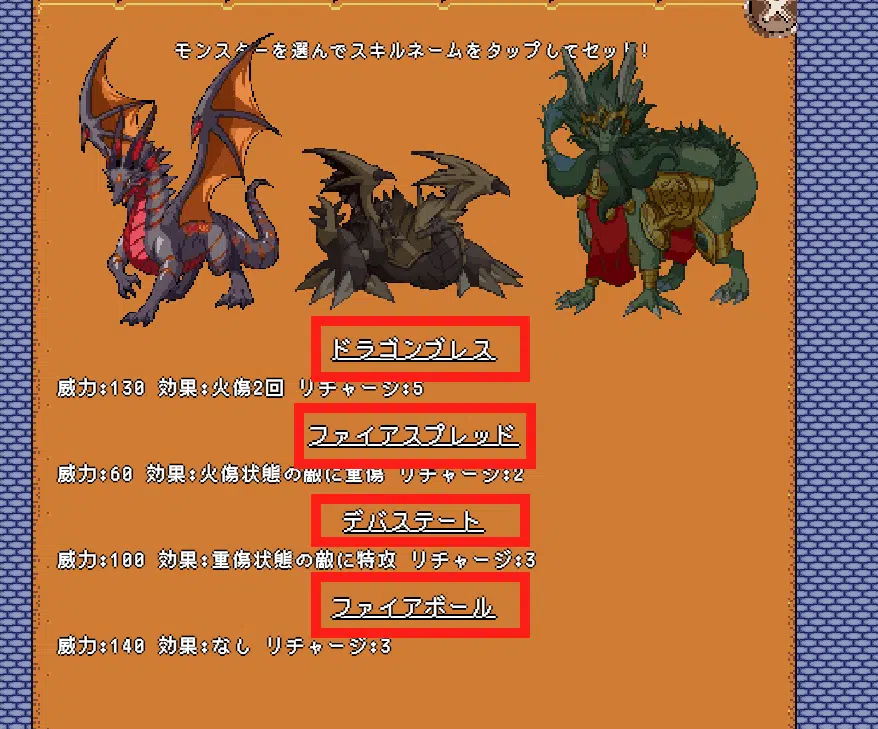 モンスターを選んでスキルネームをタップしてセット!
ドラゴンブレス
威力:130 効果:火傷2回 リチャージ:5
ファイアスプレッド
威力:60 効果:火傷状態の敵に重傷 リチャージ:2
デバステート
威力:100 効果:重傷状態の敵に特攻 リチャージ:3
ファイアボール
威力:140 効果:なし リチャージ:3